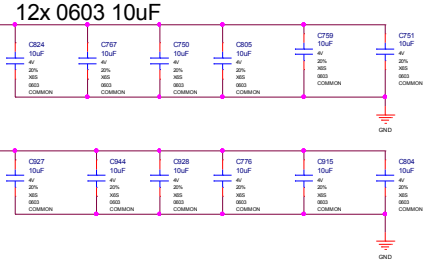 12x 0603 10uF
C824
10uF
4V
20%
X6S
0603
COMMON
C767
10uF
4V
20%
X6S
0603
COMMON
C750
10uF
4V
20%
X6S
0603
COMMON
C805
10uF
4V
20%
X6S
0603
COMMON
C759
10uF
4V
20%
X6S
0603
COMMON
C751
10uF
4V
20%
X6S
0603
COMMON
GND
C927
10uF
4V
20%
X6S
0603
COMMON
C944
10uF
4V
20%
X6S
0603
COMMON
C928
10uF
4V
20%
X6S
0603
COMMON
C776
10uF
4V
20%
X6S
0603
COMMON
C915
10uF
4V
20%
X6S
0603
COMMON
C804
10uF
4V
20%
X6S
0603
COMMON
GND